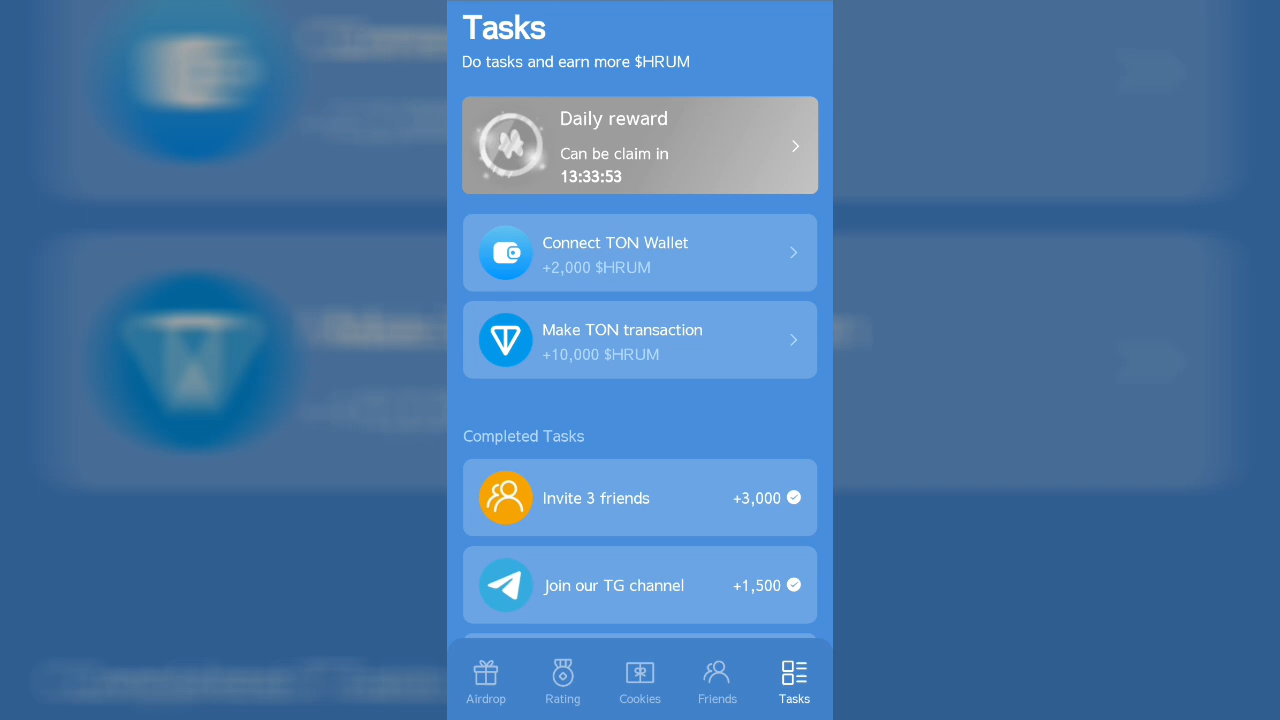 Tasks
Do tasks and earn more $HRUM
Daily reward
Can be claim in
13:33:53
Connect TON Wallet
+2,000 $HRUM
Make TON transaction
+10,000 $HRUM
Completed Tasks
Invite 3 friends +3,000
Join our TG channel +1,500
Airdrop Rating Cookies Friends Tasks